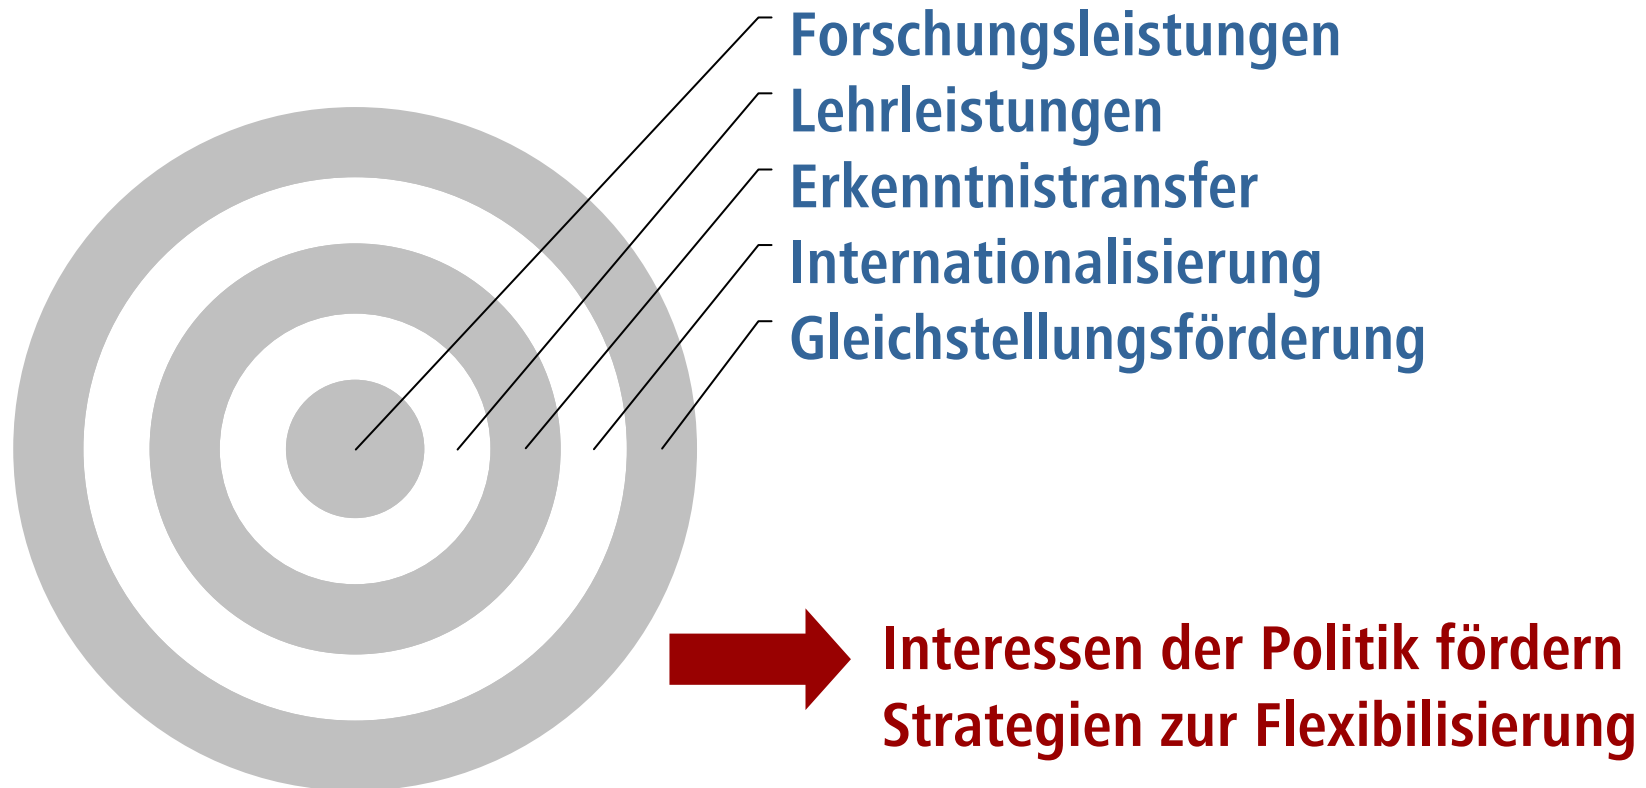 Forschungsleistungen
Lehrleistungen
Erkenntnistransfer
Internationalisierung
Gleichstellungsförderung
Interessen der Politik fördern
Strategien zur Flexibilisierung